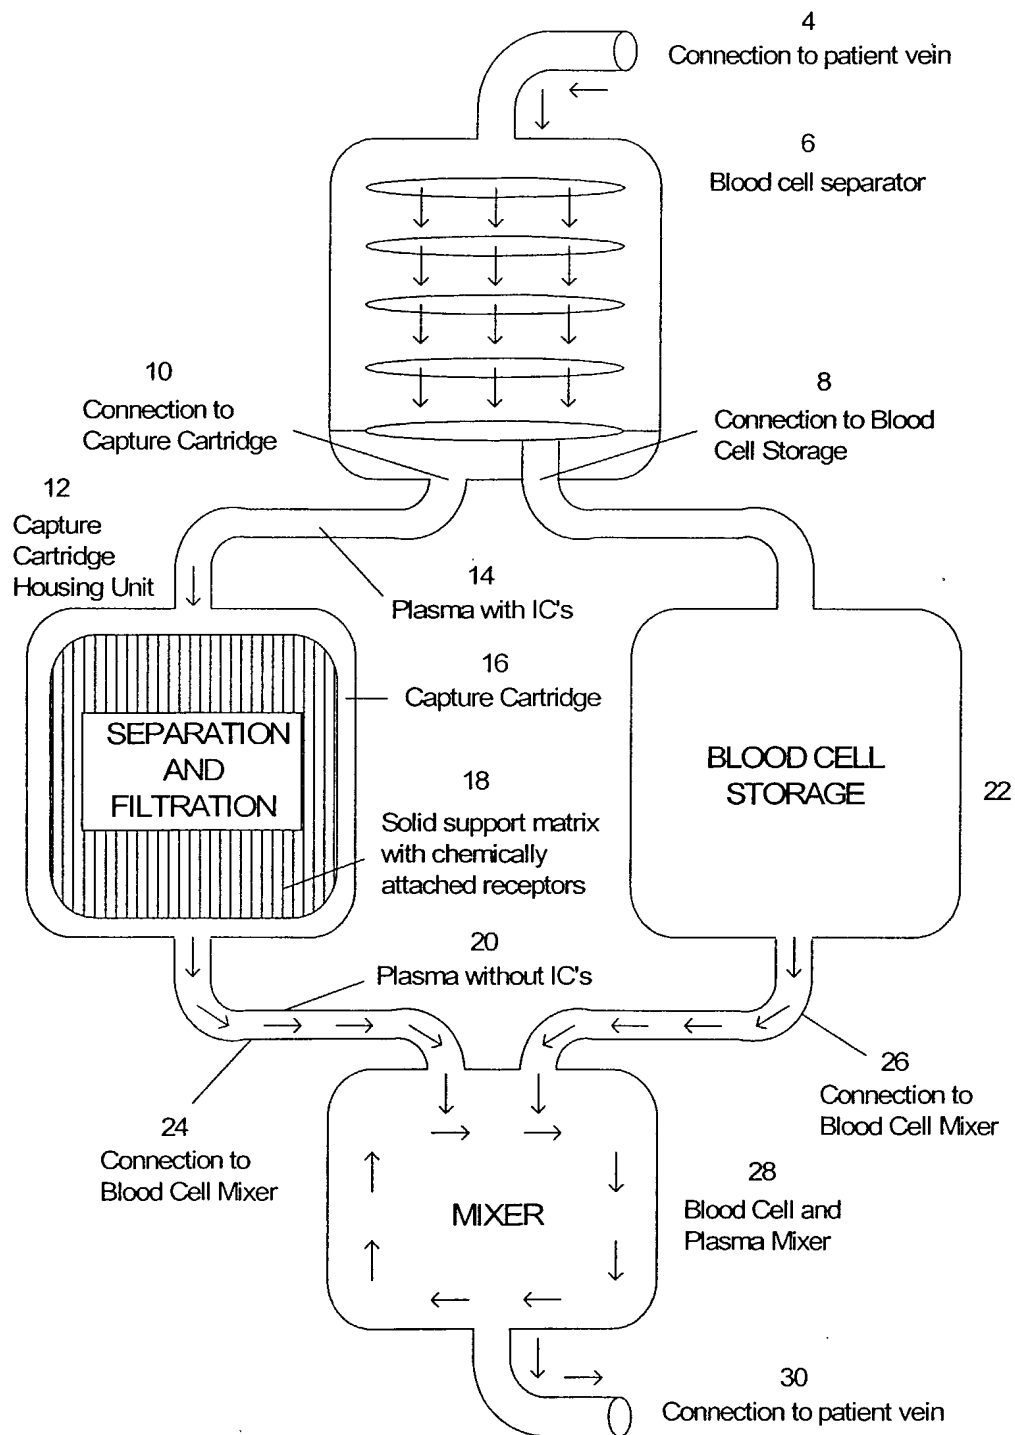 4
Connection to patient vein
6
Blood cell separator
10
Connection to
Capture Cartridge
8
Connection to Blood
Cell Storage
12
Capture
Cartridge
Housing Unit
14
Plasma with IC's
16
Capture Cartridge
SEPARATION
AND
FILTRATION
18
Solid support matrix
with chemically
attached receptors
BLOOD CELL
STORAGE
22
20
Plasma without IC's
24
Connection to
Blood Cell Mixer
26
Connection to
Blood Cell Mixer
MIXER
28
Blood Cell and
Plasma Mixer
30
Connection to patient vein